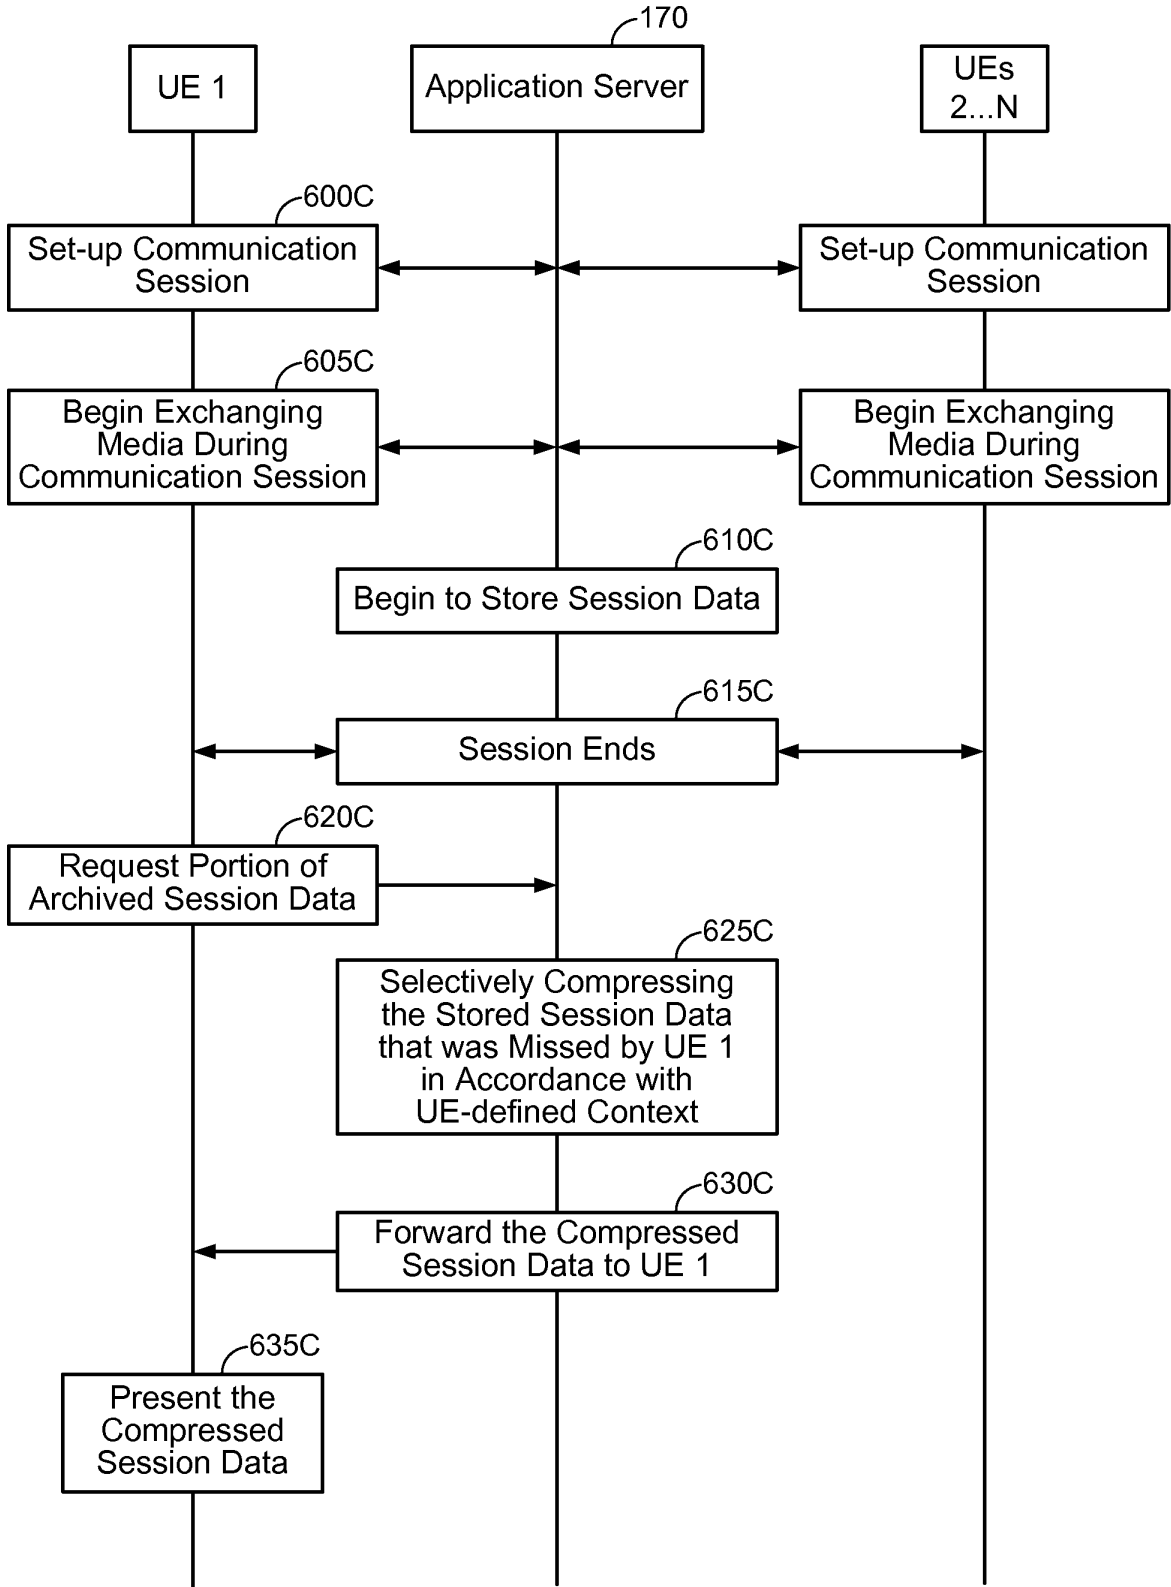 170
UE 1
Application Server
UEs
2...N
600C
Set-up Communication
Session
Set-up Communication
Session
605C
Begin Exchanging
Media During
Communication Session
Begin Exchanging
Media During
Communication Session
610C
Begin to Store Session Data
615C
Session Ends
620C
Request Portion of
Archived Session Data
625C
Selectively Compressing
the Stored Session Data
that was Missed by UE 1
in Accordance with
UE-defined Context
630C
Forward the Compressed
Session Data to UE 1
635C
Present the
Compressed
Session Data